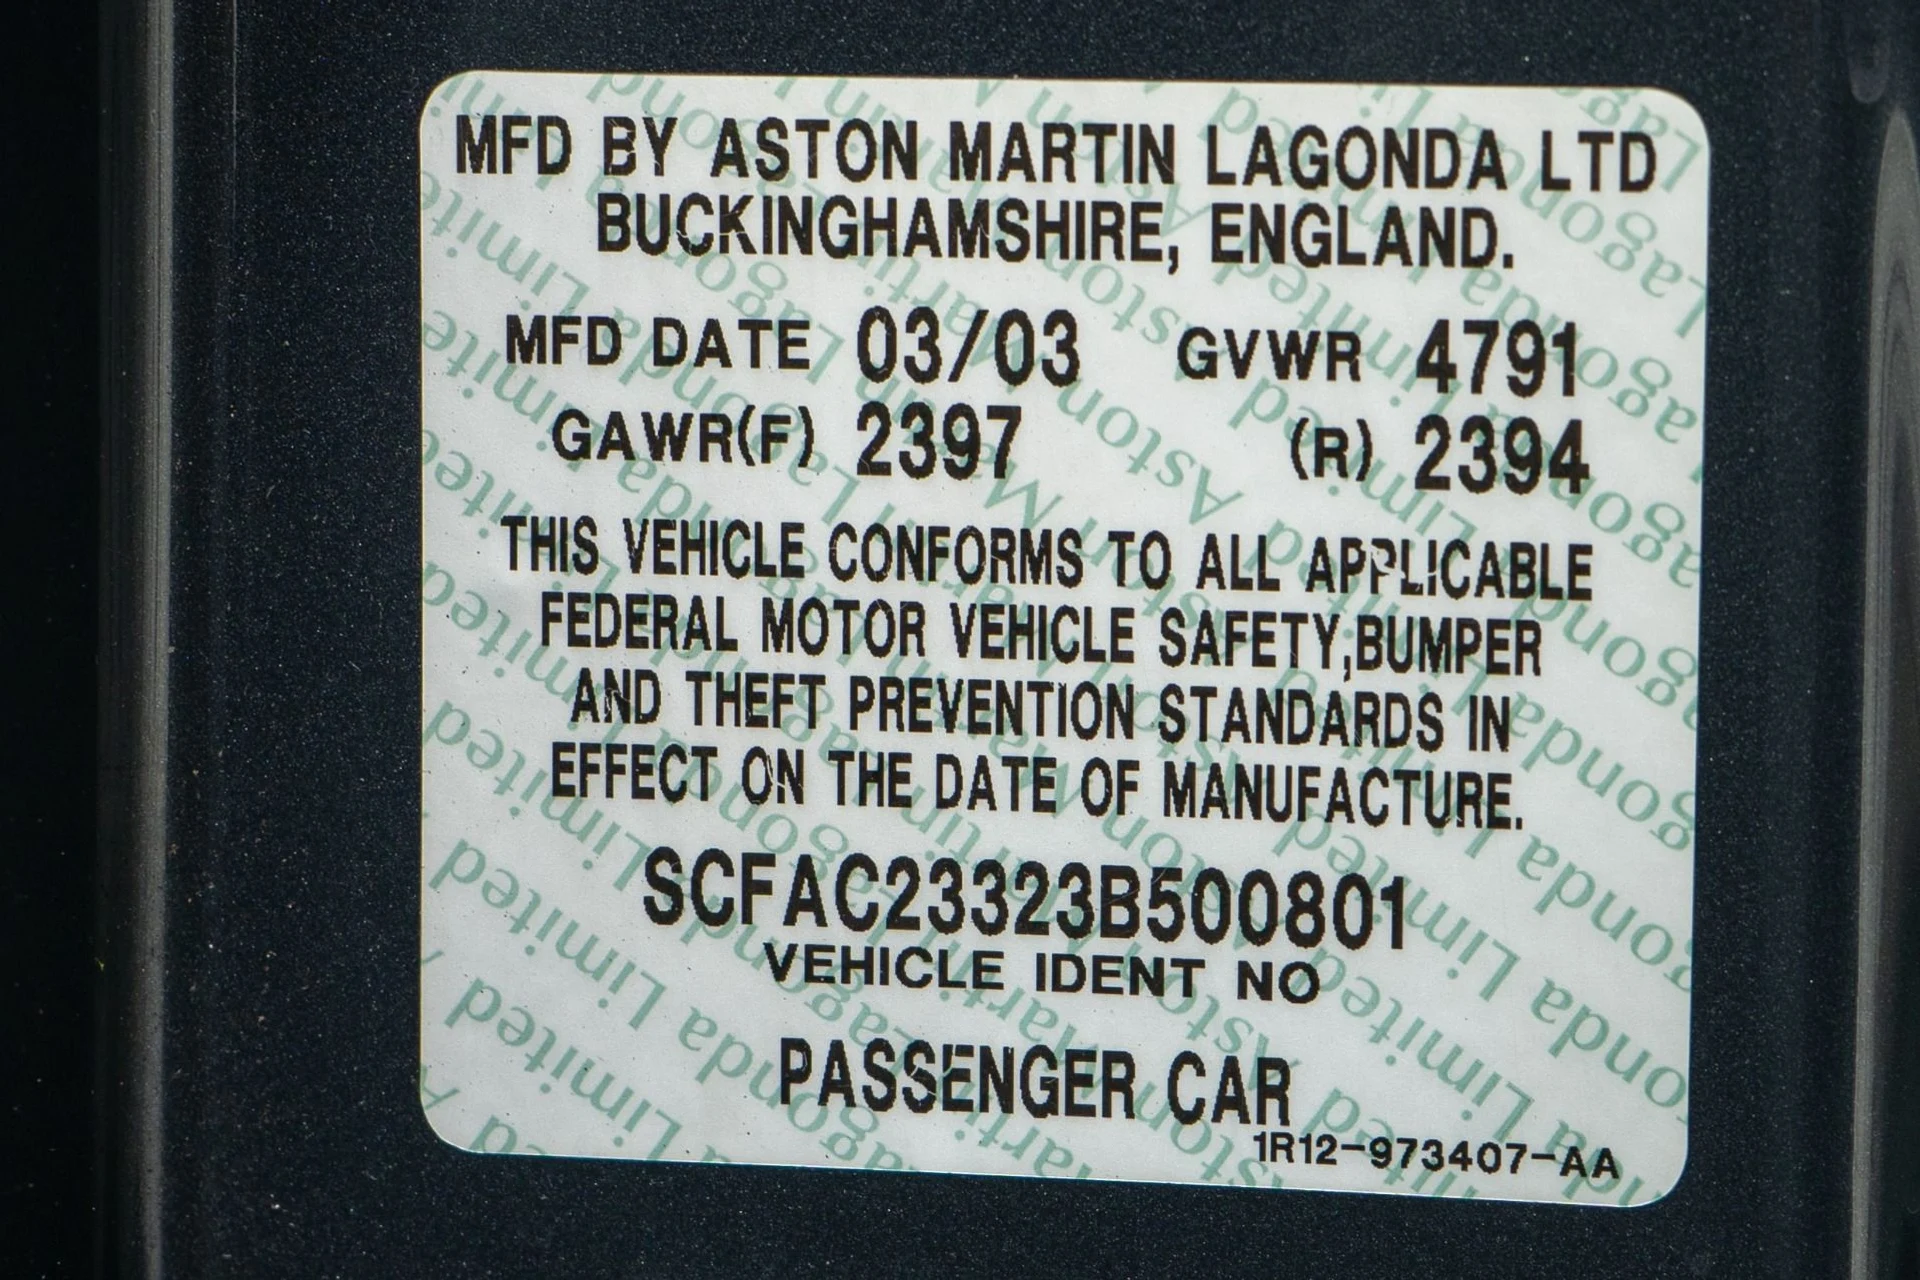 MFD BY ASTON MARTIN LAGONDA LTD
BUCKINGHAMSHIRE, ENGLAND.
MFD DATE 03/03 GVWR 4791
GAWR(F) 2397 (R) 2394
THIS VEHICLE CONFORMS TO ALL APPLICABLE
FEDERAL MOTOR VEHICLE SAFETY,BUMPER
AND THEFT PREVENTION STANDARDS IN
EFFECT ON THE DATE OF MANUFACTURE.
SCFAC23323B500801
VEHICLE IDENT NO
PASSENGER CAR
1R12-973407-AA